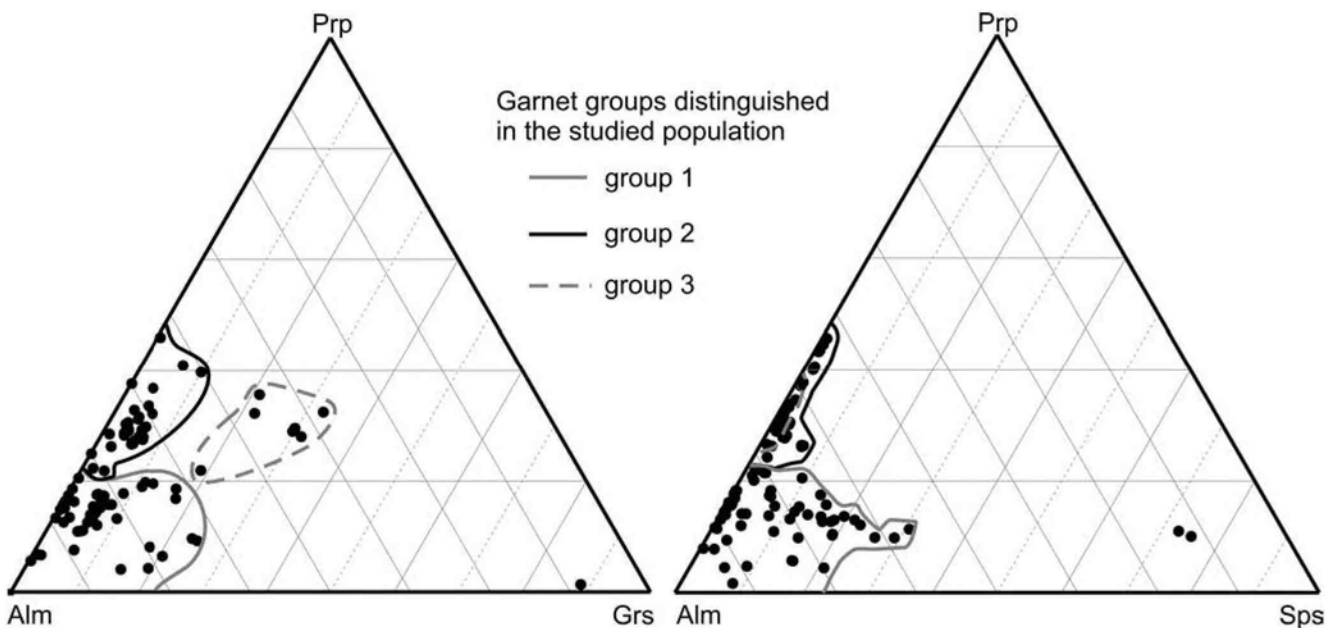 Prp
Prp
Garnet groups distinguished
in the studied population
group 1
group 2
group 3
Alm
Grs
Alm
Sps